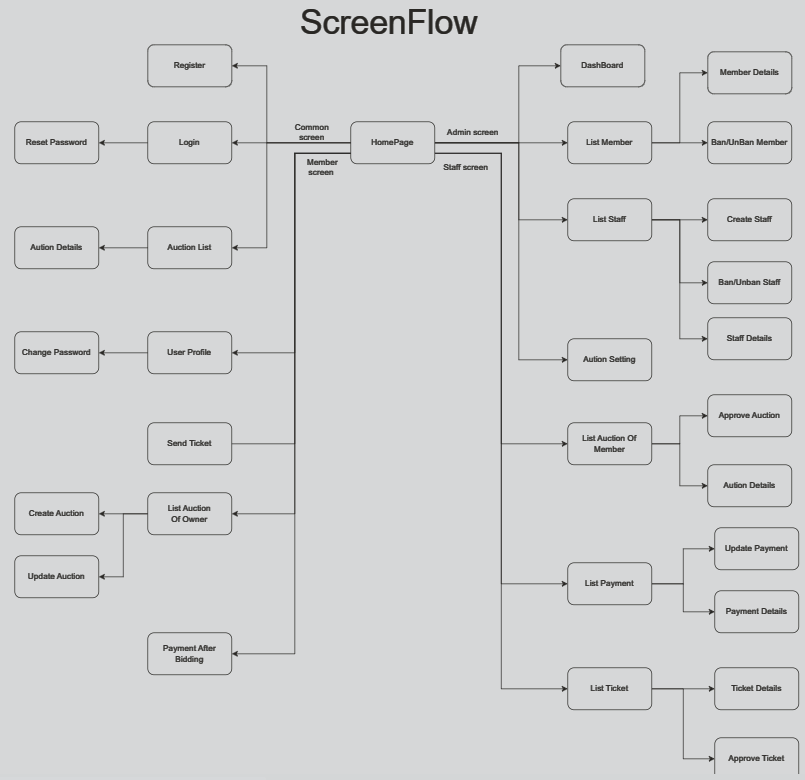 ScreenFlow
Register
DashBoard
Member Details
Common
screen
Admin screen
Reset Password
Login
HomePage
List Member
Ban/UnBan Member
Member
screen
Staff screen
List Staff
Create Staff
Aution Details
Auction List
Ban/Unban Staff
Staff Details
Change Password
User Profile
Aution Setting
Approve Auction
Send Ticket
List Auction Of
Member
Aution Details
Create Auction
List Auction
Of Owner
Update Payment
Update Auction
List Payment
Payment Details
Payment After
Bidding
List Ticket
Ticket Details
Approve Ticket